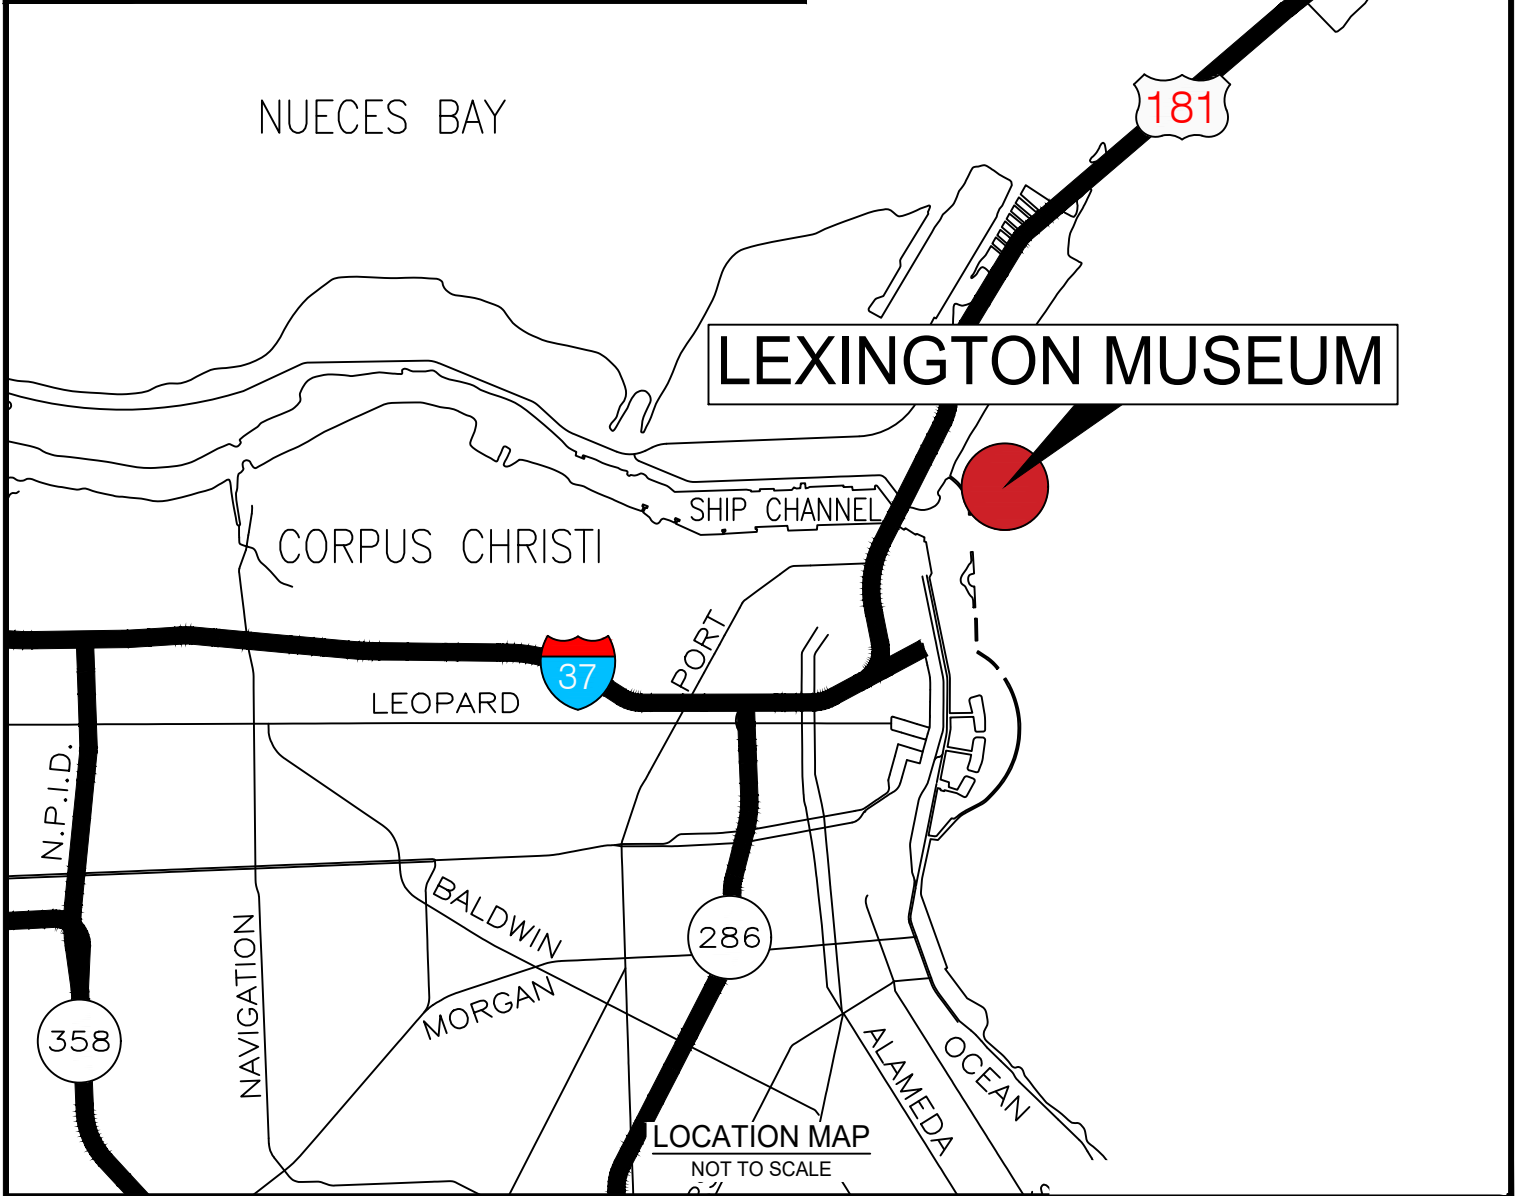 NUECES BAY
181
LEXINGTON MUSEUM
SHIP CHANNEL
CORPUS CHRISTI
PORT
37
LEOPARD
N.P.I.D.
BALDWIN
286
NAVIGATION
MORGAN
358
ALAMEDA
OCEAN
LOCATION MAP
NOT TO SCALE